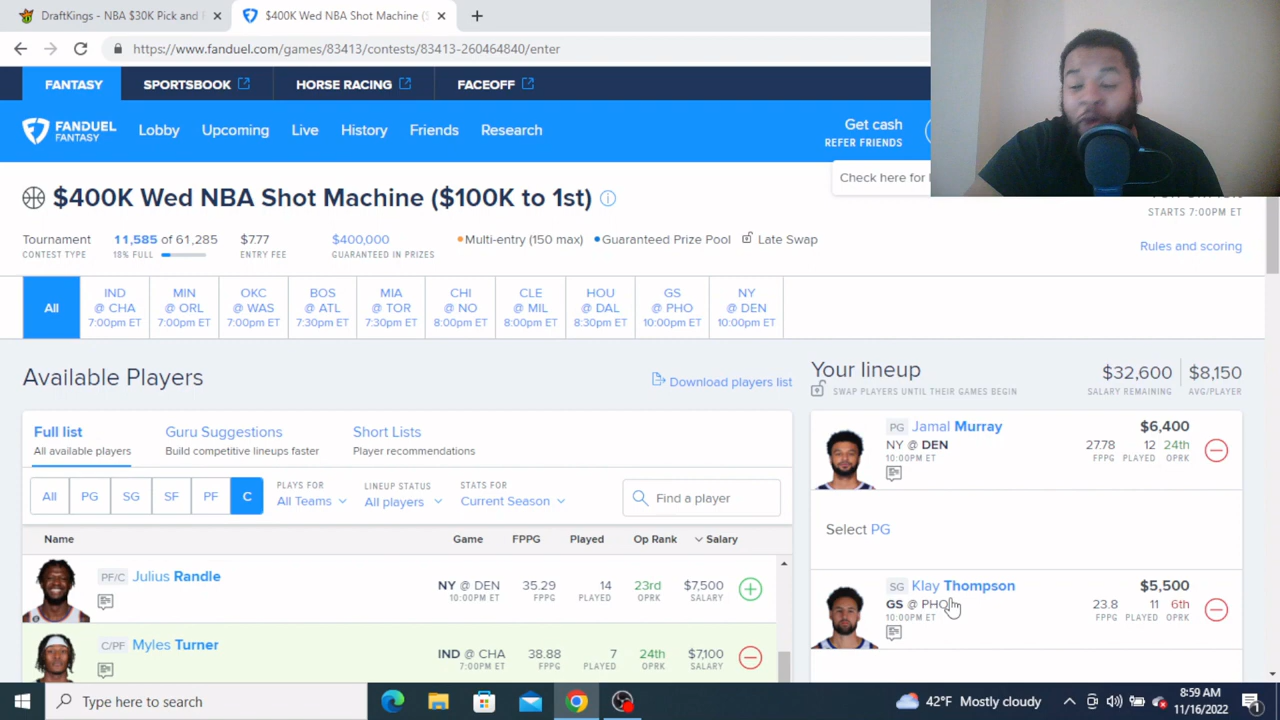 DraftKings - NBA $30K Pick and
$400K Wed NBA Shot Machine (
https://www.fanduel.com/games/83413/contests/83413-260464840/enter
FANTASY SPORTSBOOK HORSE RACING FACEOFF
FANDUEL
FANTASY
Lobby Upcoming Live History Friends Research
Get cash
REFER FRIENDS
Check here for
$400K Wed NBA Shot Machine ($100K to 1st)
STARTS 7:00PM ET
Tournament
CONTEST TYPE
11,585 of 61,285
18% FULL
$7.77
ENTRY FEE
$400,000
GUARANTEED IN PRIZES
Multi-entry (150 max) Guaranteed Prize Pool Late Swap
Rules and scoring
All
IND
@ CHA
7:00pm ET
MIN
@ ORL
7:00pm ET
OKC
@ WAS
7:00pm ET
BOS
@ ATL
7:30pm ET
MIA
@ TOR
7:30pm ET
CHI
@ NO
8:00pm ET
CLE
@ MIL
8:00pm ET
HOU
@ DAL
8:30pm ET
GS
@ PHO
10:00pm ET
NY
@ DEN
10:00pm ET
Available Players
Download players list
Full list
All available players
Guru Suggestions
Build competitive lineups faster
Short Lists
Player recommendations
All PG SG SF PF C
PLAYS FOR
All Teams
LINEUP STATUS
All players
STATS FOR
Current Season
Find a player
Name Game FPPG Played Op Rank Salary
PF/C Julius Randle
NY @ DEN
10:00PM ET
35.29
FPPG
14
PLAYED
23rd
OPRK
$7,500
SALARY
C/PF Myles Turner
IND @ CHA
7:00PM ET
38.88
FPPG
7
PLAYED
24th
OPRK
$7,100
SALARY
Your lineup
SWAP PLAYERS UNTIL THEIR GAMES BEGIN
$32,600
SALARY REMAINING
$8,150
AVG/PLAYER
PG Jamal Murray
NY @ DEN
10:00PM ET
$6,400
27.78
FPPG
12
PLAYED
24th
OPRK
Select PG
SG Klay Thompson
GS @ PHO
10:00PM ET
$5,500
23.8
FPPG
11
PLAYED
6th
OPRK
Type here to search
42°F Mostly cloudy
8:59 AM
11/16/2022
1